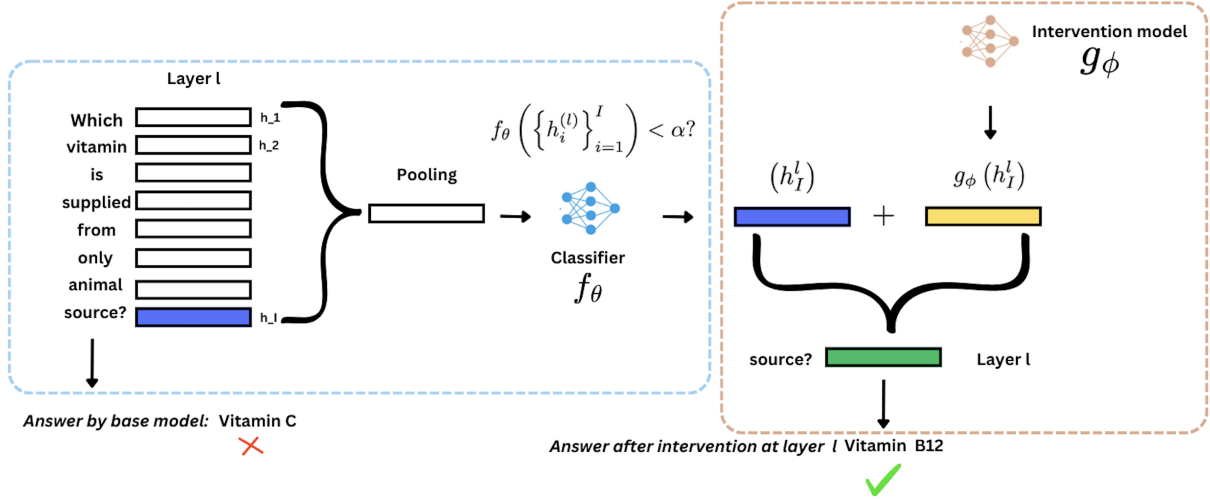 Layer l
Which
vitamin
is
supplied
from
only
animal
source?
h_1
h_2
h_I
Pooling
f_θ ( { h_i^{(l)} }_{i=1}^{I} ) < α?
Classifier
f_θ
Answer by base model: Vitamin C
Intervention model
g_ϕ
(h_I^l)
g_ϕ (h_I^l)
+
source?
Layer l
Answer after intervention at layer l Vitamin B12